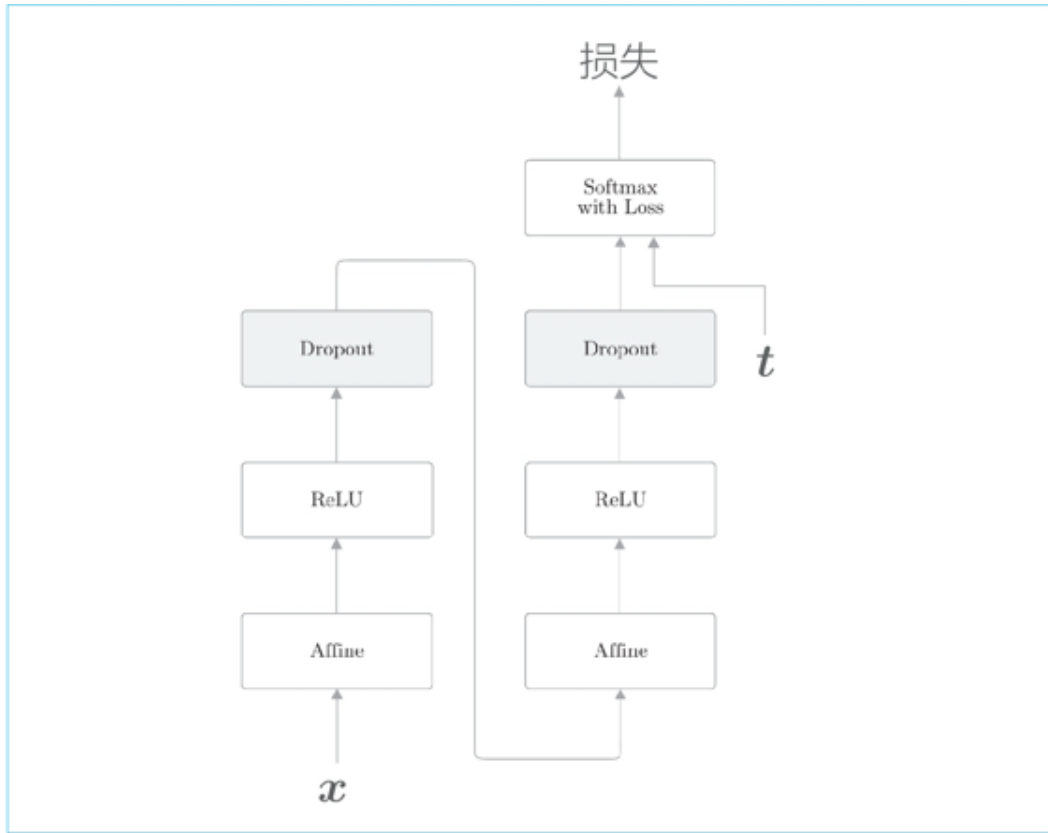 损失
Softmax
with Loss
Dropout
Dropout
t
ReLU
ReLU
Affine
Affine
x